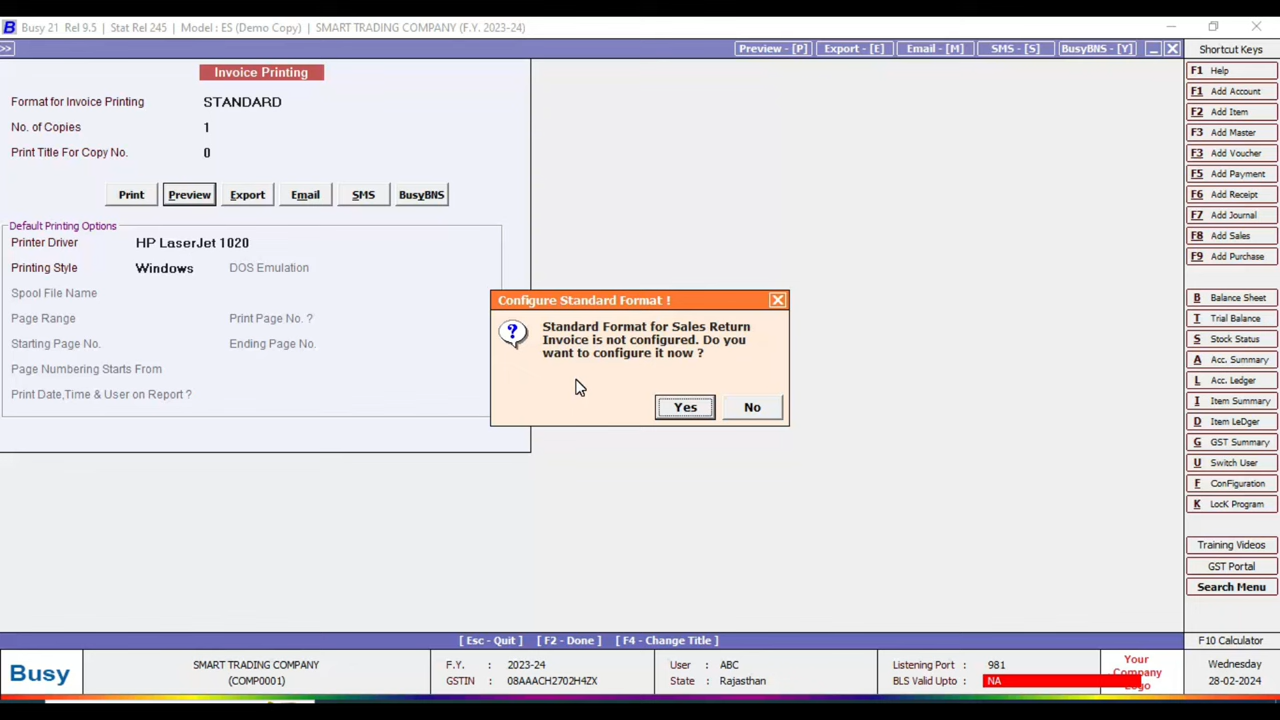 Busy 21 Rel 9.5 | Stat Rel 245 | Model : ES (Demo Copy) | SMART TRADING COMPANY (F.Y. 2023-24)
>>
Preview - [P] Export - [E] Email - [M] SMS - [S] BusyBNS - [Y]
Shortcut Keys
Invoice Printing
Format for Invoice Printing STANDARD
No. of Copies 1
Print Title For Copy No. 0
Print Preview Export Email SMS BusyBNS
Default Printing Options
Printer Driver HP LaserJet 1020
Printing Style Windows DOS Emulation
Spool File Name
Page Range Print Page No. ?
Starting Page No. Ending Page No.
Page Numbering Starts From
Print Date,Time & User on Report ?
Configure Standard Format !
Standard Format for Sales Return
Invoice is not configured. Do you
want to configure it now ?
Yes No
F1 Help
F1 Add Account
F2 Add Item
F3 Add Master
F3 Add Voucher
F5 Add Payment
F6 Add Receipt
F7 Add Journal
F8 Add Sales
F9 Add Purchase
B Balance Sheet
T Trial Balance
S Stock Status
A Acc. Summary
L Acc. Ledger
I Item Summary
D Item LeDger
G GST Summary
U Switch User
F ConFiguration
K LocK Program
Training Videos
GST Portal
Search Menu
[ Esc - Quit ] [ F2 - Done ] [ F4 - Change Title ]
F10 Calculator
Busy
SMART TRADING COMPANY
(COMP0001)
F.Y. : 2023-24
GSTIN : 08AAACH2702H4ZX
User : ABC
State : Rajasthan
Listening Port : 981
BLS Valid Upto : NA
Your
Company
Logo
Wednesday
28-02-2024